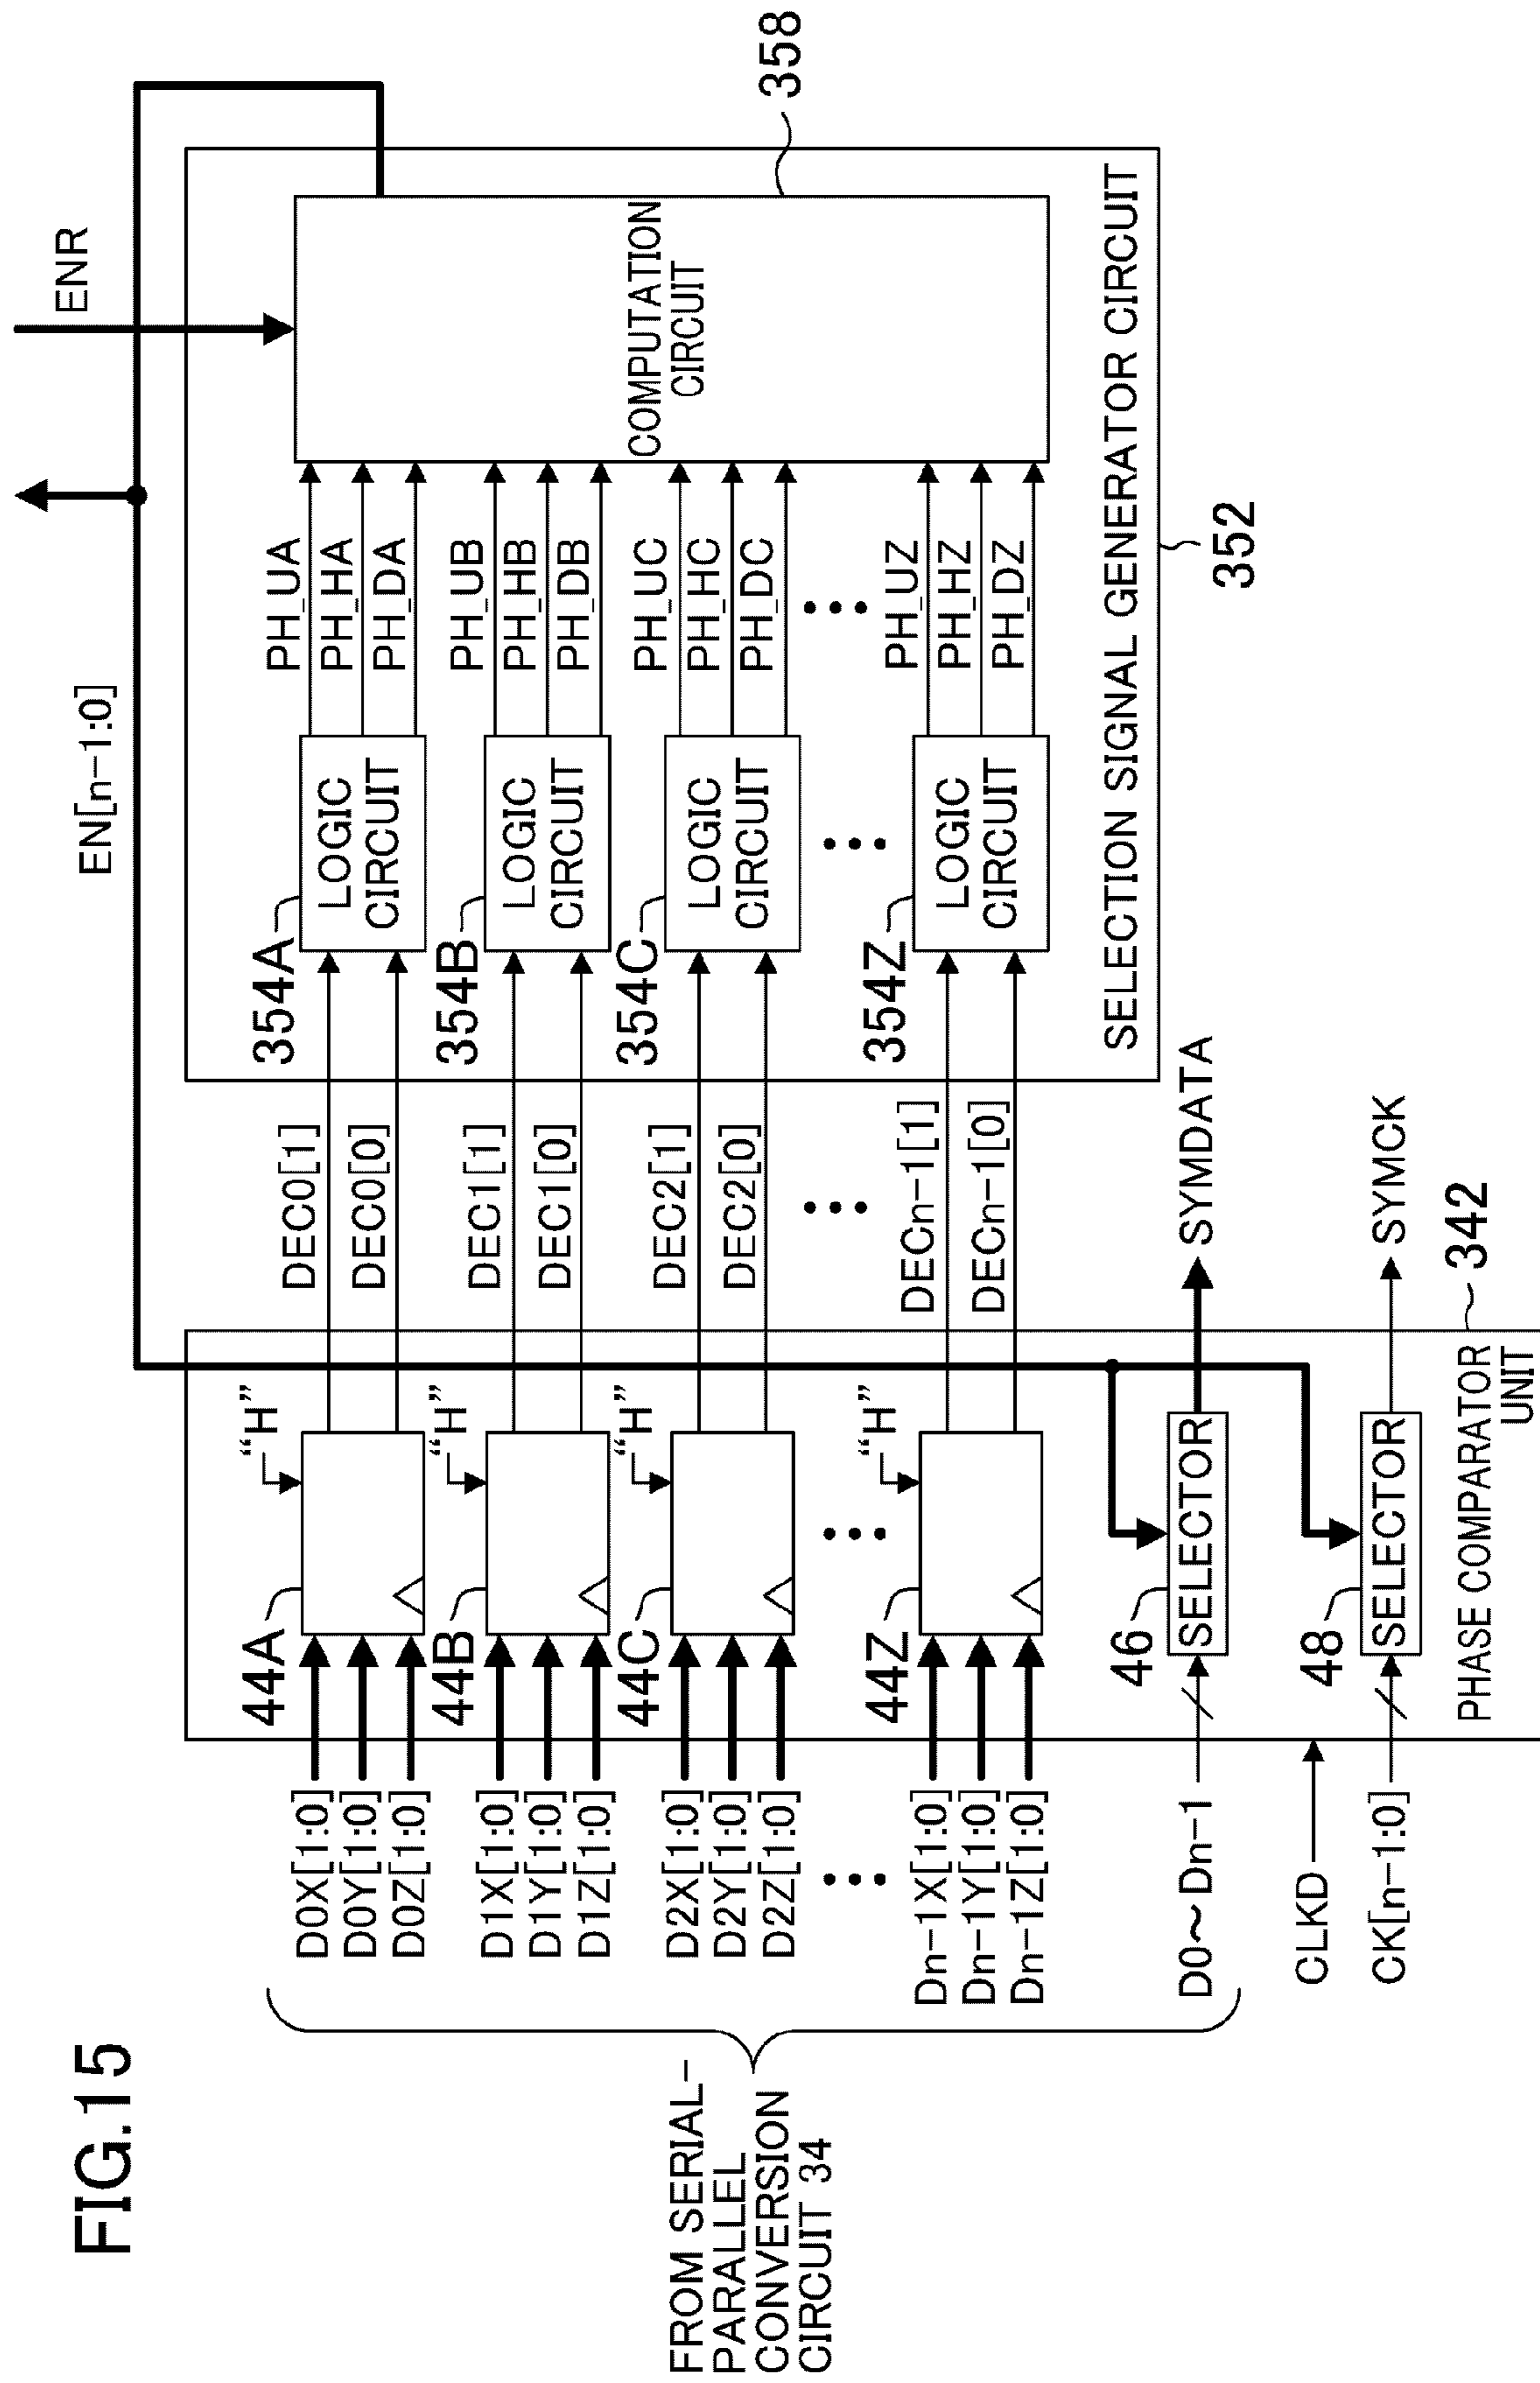 FIG.15
FROM SERIAL-
PARALLEL
CONVERSION
CIRCUIT 34
D0X[1:0]
D0Y[1:0]
D0Z[1:0]
D1X[1:0]
D1Y[1:0]
D1Z[1:0]
D2X[1:0]
D2Y[1:0]
D2Z[1:0]
Dn-1X[1:0]
Dn-1Y[1:0]
Dn-1Z[1:0]
D0~Dn-1
CLKD
CK[n-1:0]
44A
"H"
44B
"H"
44C
"H"
44Z
"H"
46
SELECTOR
48
SELECTOR
PHASE COMPARATOR
UNIT
342
DEC0[1]
DEC0[0]
DEC1[1]
DEC1[0]
DEC2[1]
DEC2[0]
DECn-1[1]
DECn-1[0]
SYMDATA
SYMCK
EN[n-1:0]
354A
LOGIC
CIRCUIT
354B
LOGIC
CIRCUIT
354C
LOGIC
CIRCUIT
354Z
LOGIC
CIRCUIT
PH_UA
PH_HA
PH_DA
PH_UB
PH_HB
PH_DB
PH_UC
PH_HC
PH_DC
PH_UZ
PH_HZ
PH_DZ
ENR
COMPUTATION
CIRCUIT
358
SELECTION SIGNAL GENERATOR CIRCUIT
352